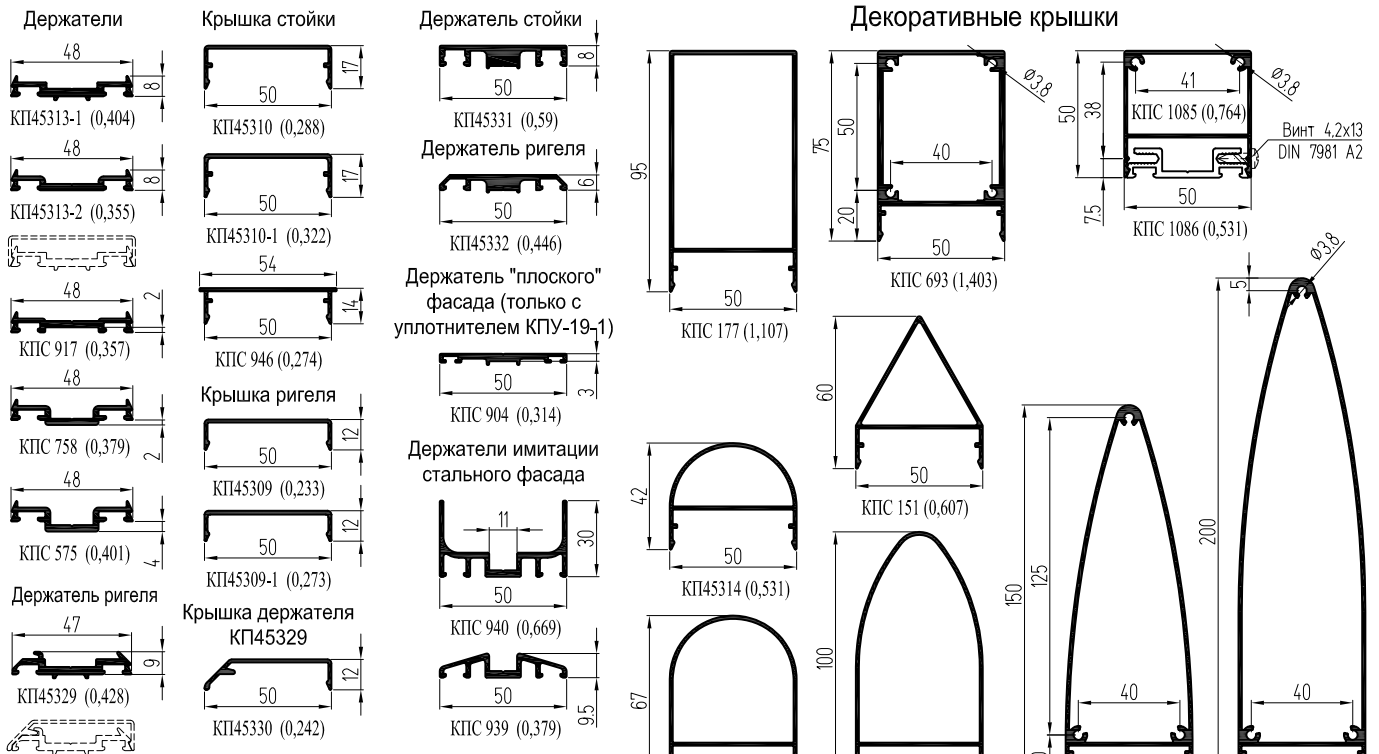 Держатели
48
8
КП45313-1 (0,404)
48
8
КП45313-2 (0,355)
48
2
КПС 917 (0,357)
48
КПС 758 (0,379)
2
48
КПС 575 (0,401)
4
Держатель ригеля
47
9
КП45329 (0,428)
Крышка стойки
17
50
КП45310 (0,288)
17
50
КП45310-1 (0,322)
54
14
50
КПС 946 (0,274)
Крышка ригеля
12
50
КП45309 (0,233)
12
50
КП45309-1 (0,273)
Крышка держателя
КП45329
12
50
КП45330 (0,242)
Держатель стойки
8
50
КП45331 (0,59)
Держатель ригеля
6
50
КП45332 (0,446)
Держатель "плоского"
фасада (только с
уплотнителем КПУ-19-1)
50
3
КПС 904 (0,314)
Держатели имитации
стального фасада
11
30
50
КПС 940 (0,669)
50
9.5
КПС 939 (0,379)
Декоративные крышки
95
50
КПС 177 (1,107)
75
50
20
40
Ø3.8
50
КПС 693 (1,403)
50
38
7.5
41
Ø3.8
КПС 1085 (0,764)
Винт 4,2x13
DIN 7981 A2
50
КПС 1086 (0,531)
42
50
КП45314 (0,531)
60
50
КПС 151 (0,607)
67
100
150
125
40
200
5
Ø3.8
40